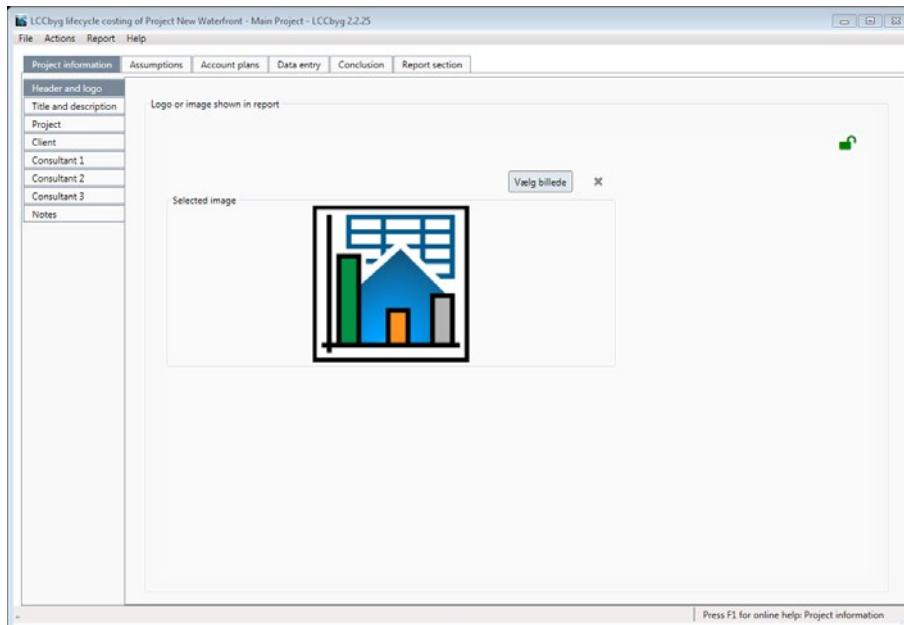 LCCbyg lifecycle costing of Project New Waterfront - Main Project - LCCbyg 2.2.25
File Actions Report Help
Project information Assumptions Account plans Data entry Conclusion Report section
Header and logo
Title and description
Project
Client
Consultant 1
Consultant 2
Consultant 3
Notes
Logo or image shown in report
Vælg billede
Selected image
Press F1 for online help: Project information